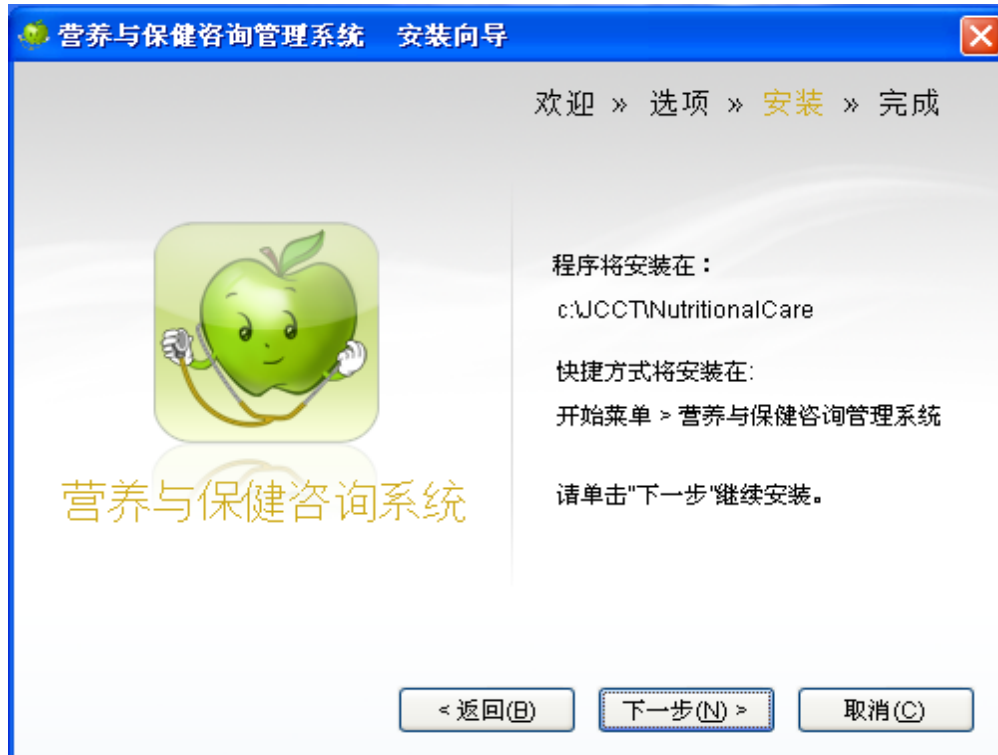 营养与保健咨询管理系统 安装向导
欢迎 » 选项 » 安装 » 完成
程序将安装在：
c:\JCCT\NutritionalCare
快捷方式将安装在:
开始菜单 > 营养与保健咨询管理系统
营养与保健咨询系统
请单击"下一步"继续安装。
< 返回(B) 下一步(N) > 取消(C)